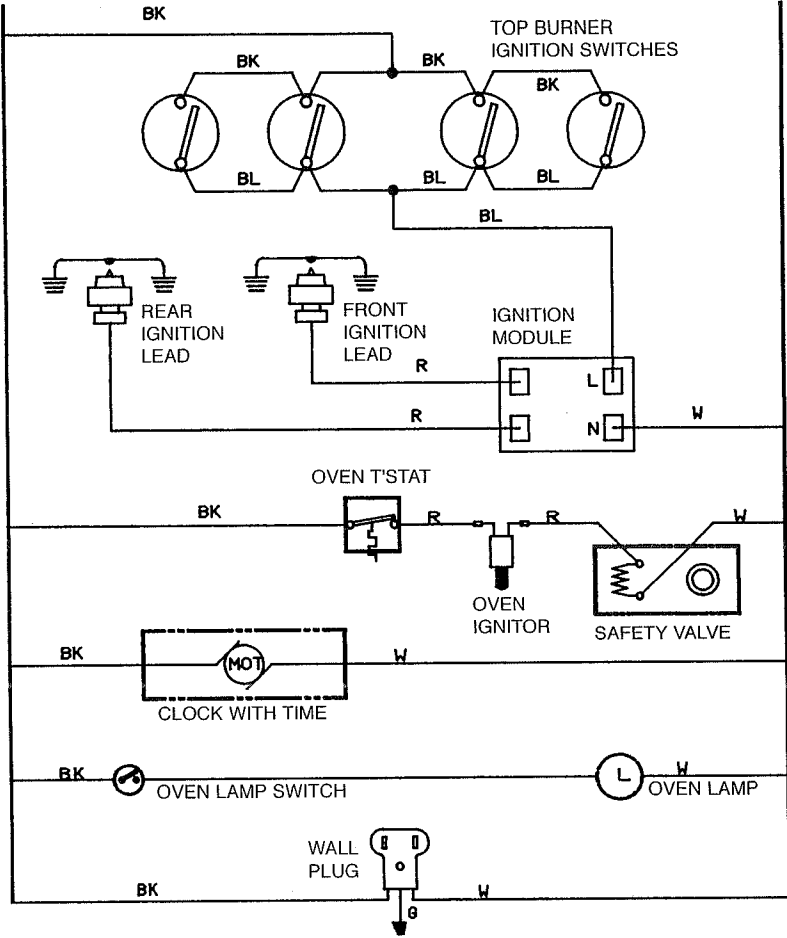 BK
TOP BURNER
IGNITION SWITCHES
BK
BK
BK
BL
BL
BL
BL
REAR
IGNITION
LEAD
FRONT
IGNITION
LEAD
IGNITION
MODULE
R
L
R
N
W
OVEN T'STAT
BK
R
R
W
OVEN
IGNITOR
SAFETY VALVE
BK
MOT
W
CLOCK WITH TIME
BK
L
W
OVEN LAMP SWITCH
OVEN LAMP
WALL
PLUG
BK
W
G